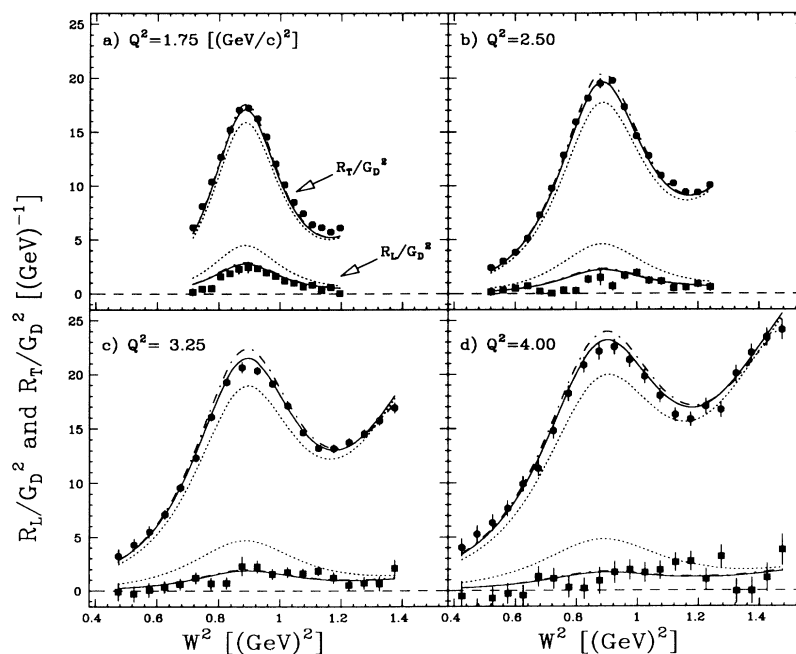 a) Q²=1.75 [(GeV/c)²]
b) Q²=2.50
25
20
15
10
5
0
R_T/G_D²
R_L/G_D²
R_L/G_D² and R_T/G_D² [(GeV)⁻¹]
c) Q²= 3.25
d) Q²=4.00
25
20
15
10
5
0
0.4 0.6 0.8 1 1.2 1.4 0.4 0.6 0.8 1 1.2 1.4
W² [(GeV)²] W² [(GeV)²]